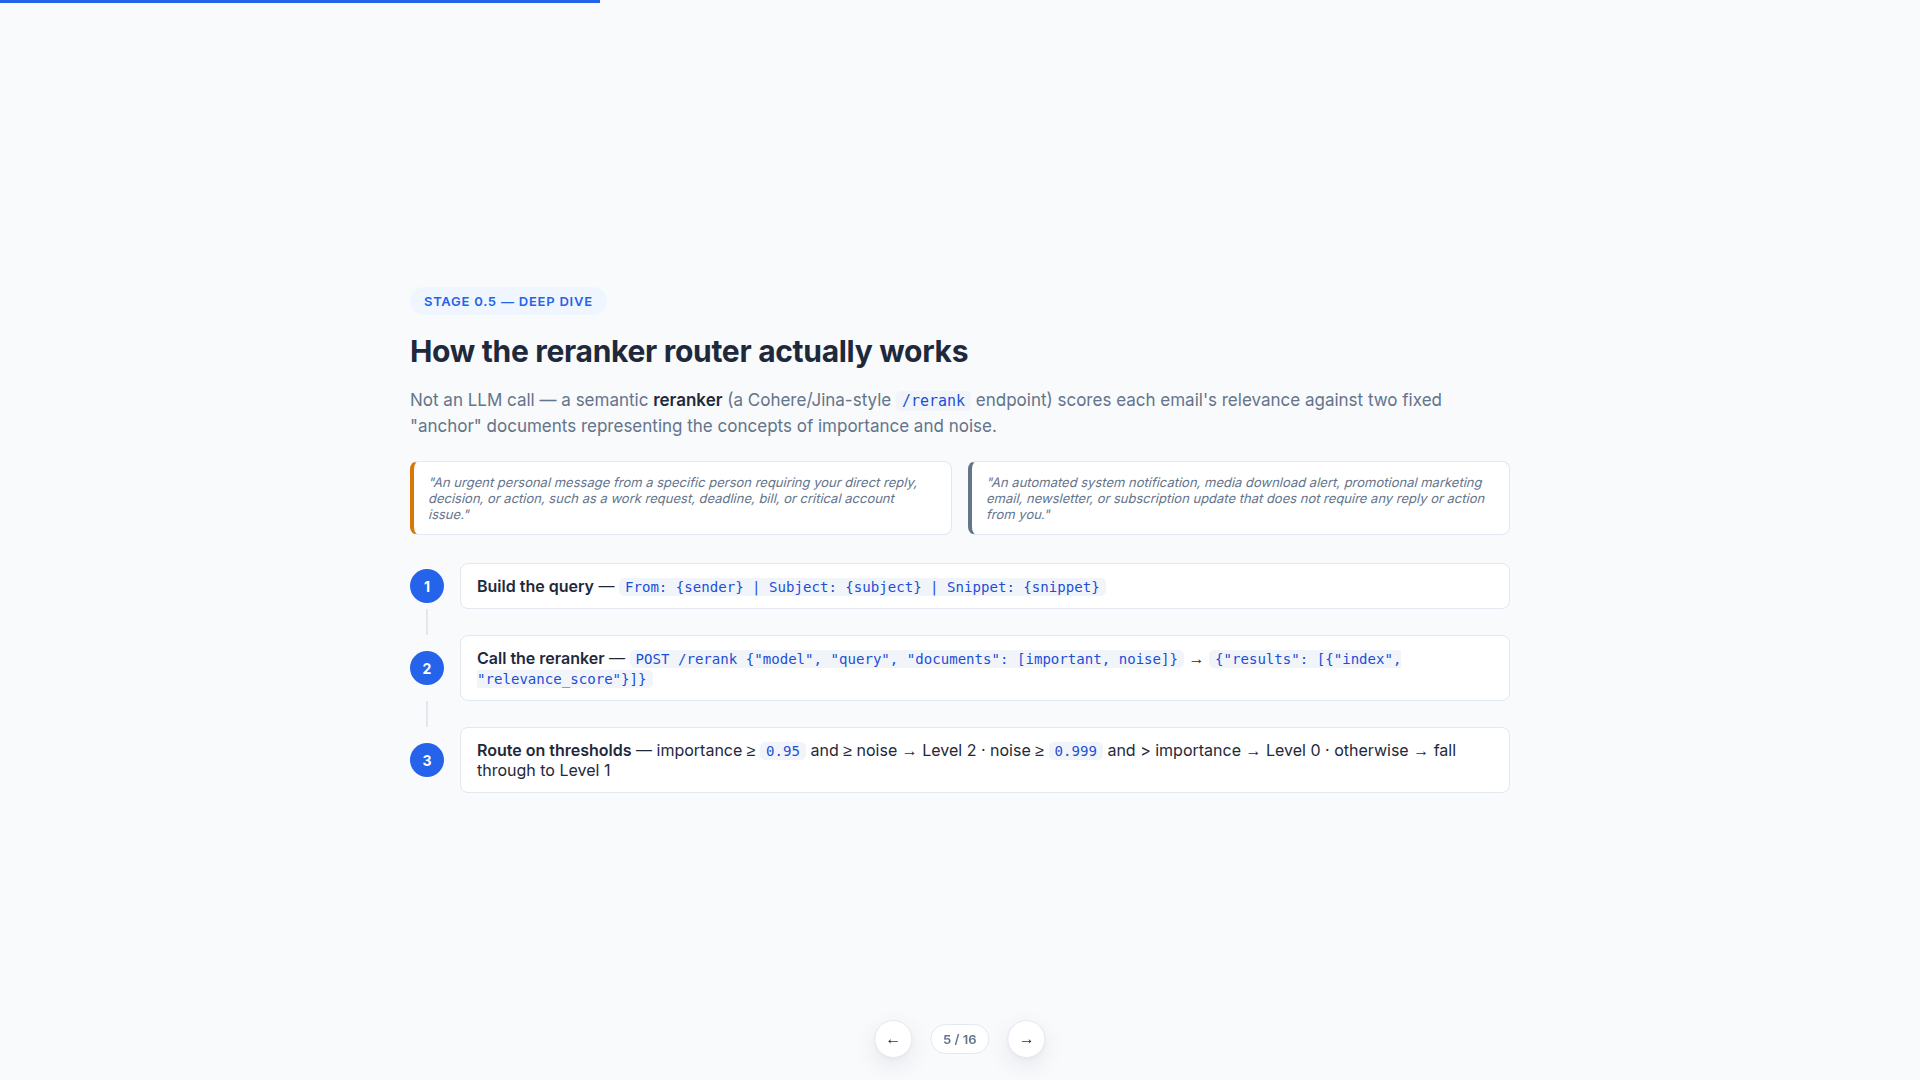 STAGE 0.5 — DEEP DIVE
How the reranker router actually works
Not an LLM call — a semantic reranker (a Cohere/Jina-style /rerank endpoint) scores each email's relevance against two fixed
"anchor" documents representing the concepts of importance and noise.
"An urgent personal message from a specific person requiring your direct reply,
decision, or action, such as a work request, deadline, bill, or critical account
issue."
"An automated system notification, media download alert, promotional marketing
email, newsletter, or subscription update that does not require any reply or action
from you."
1
Build the query — From: {sender} | Subject: {subject} | Snippet: {snippet}
2
Call the reranker — POST /rerank {"model", "query", "documents": [important, noise]} → {"results": [{"index",
"relevance_score"}]}
3
Route on thresholds — importance ≥ 0.95 and ≥ noise → Level 2 · noise ≥ 0.999 and > importance → Level 0 · otherwise → fall
through to Level 1
← 5 / 16 →